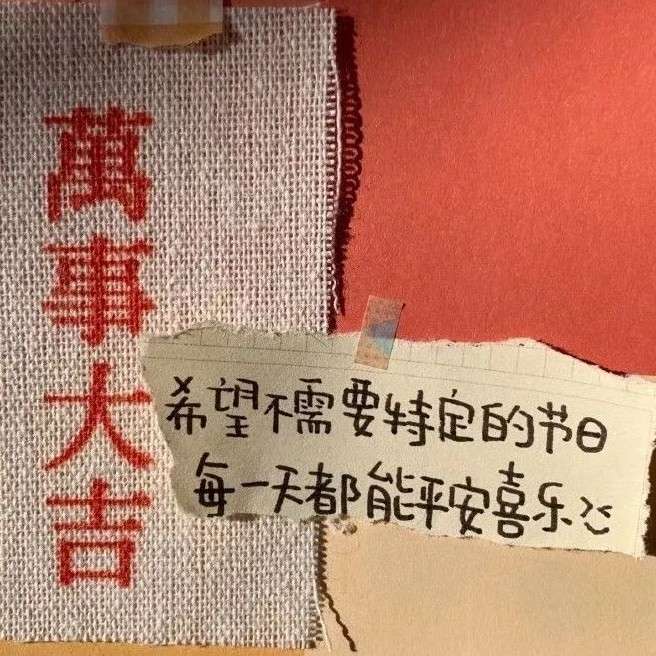 萬事大吉
希望不需要特定的节日
每一天都能平安喜乐